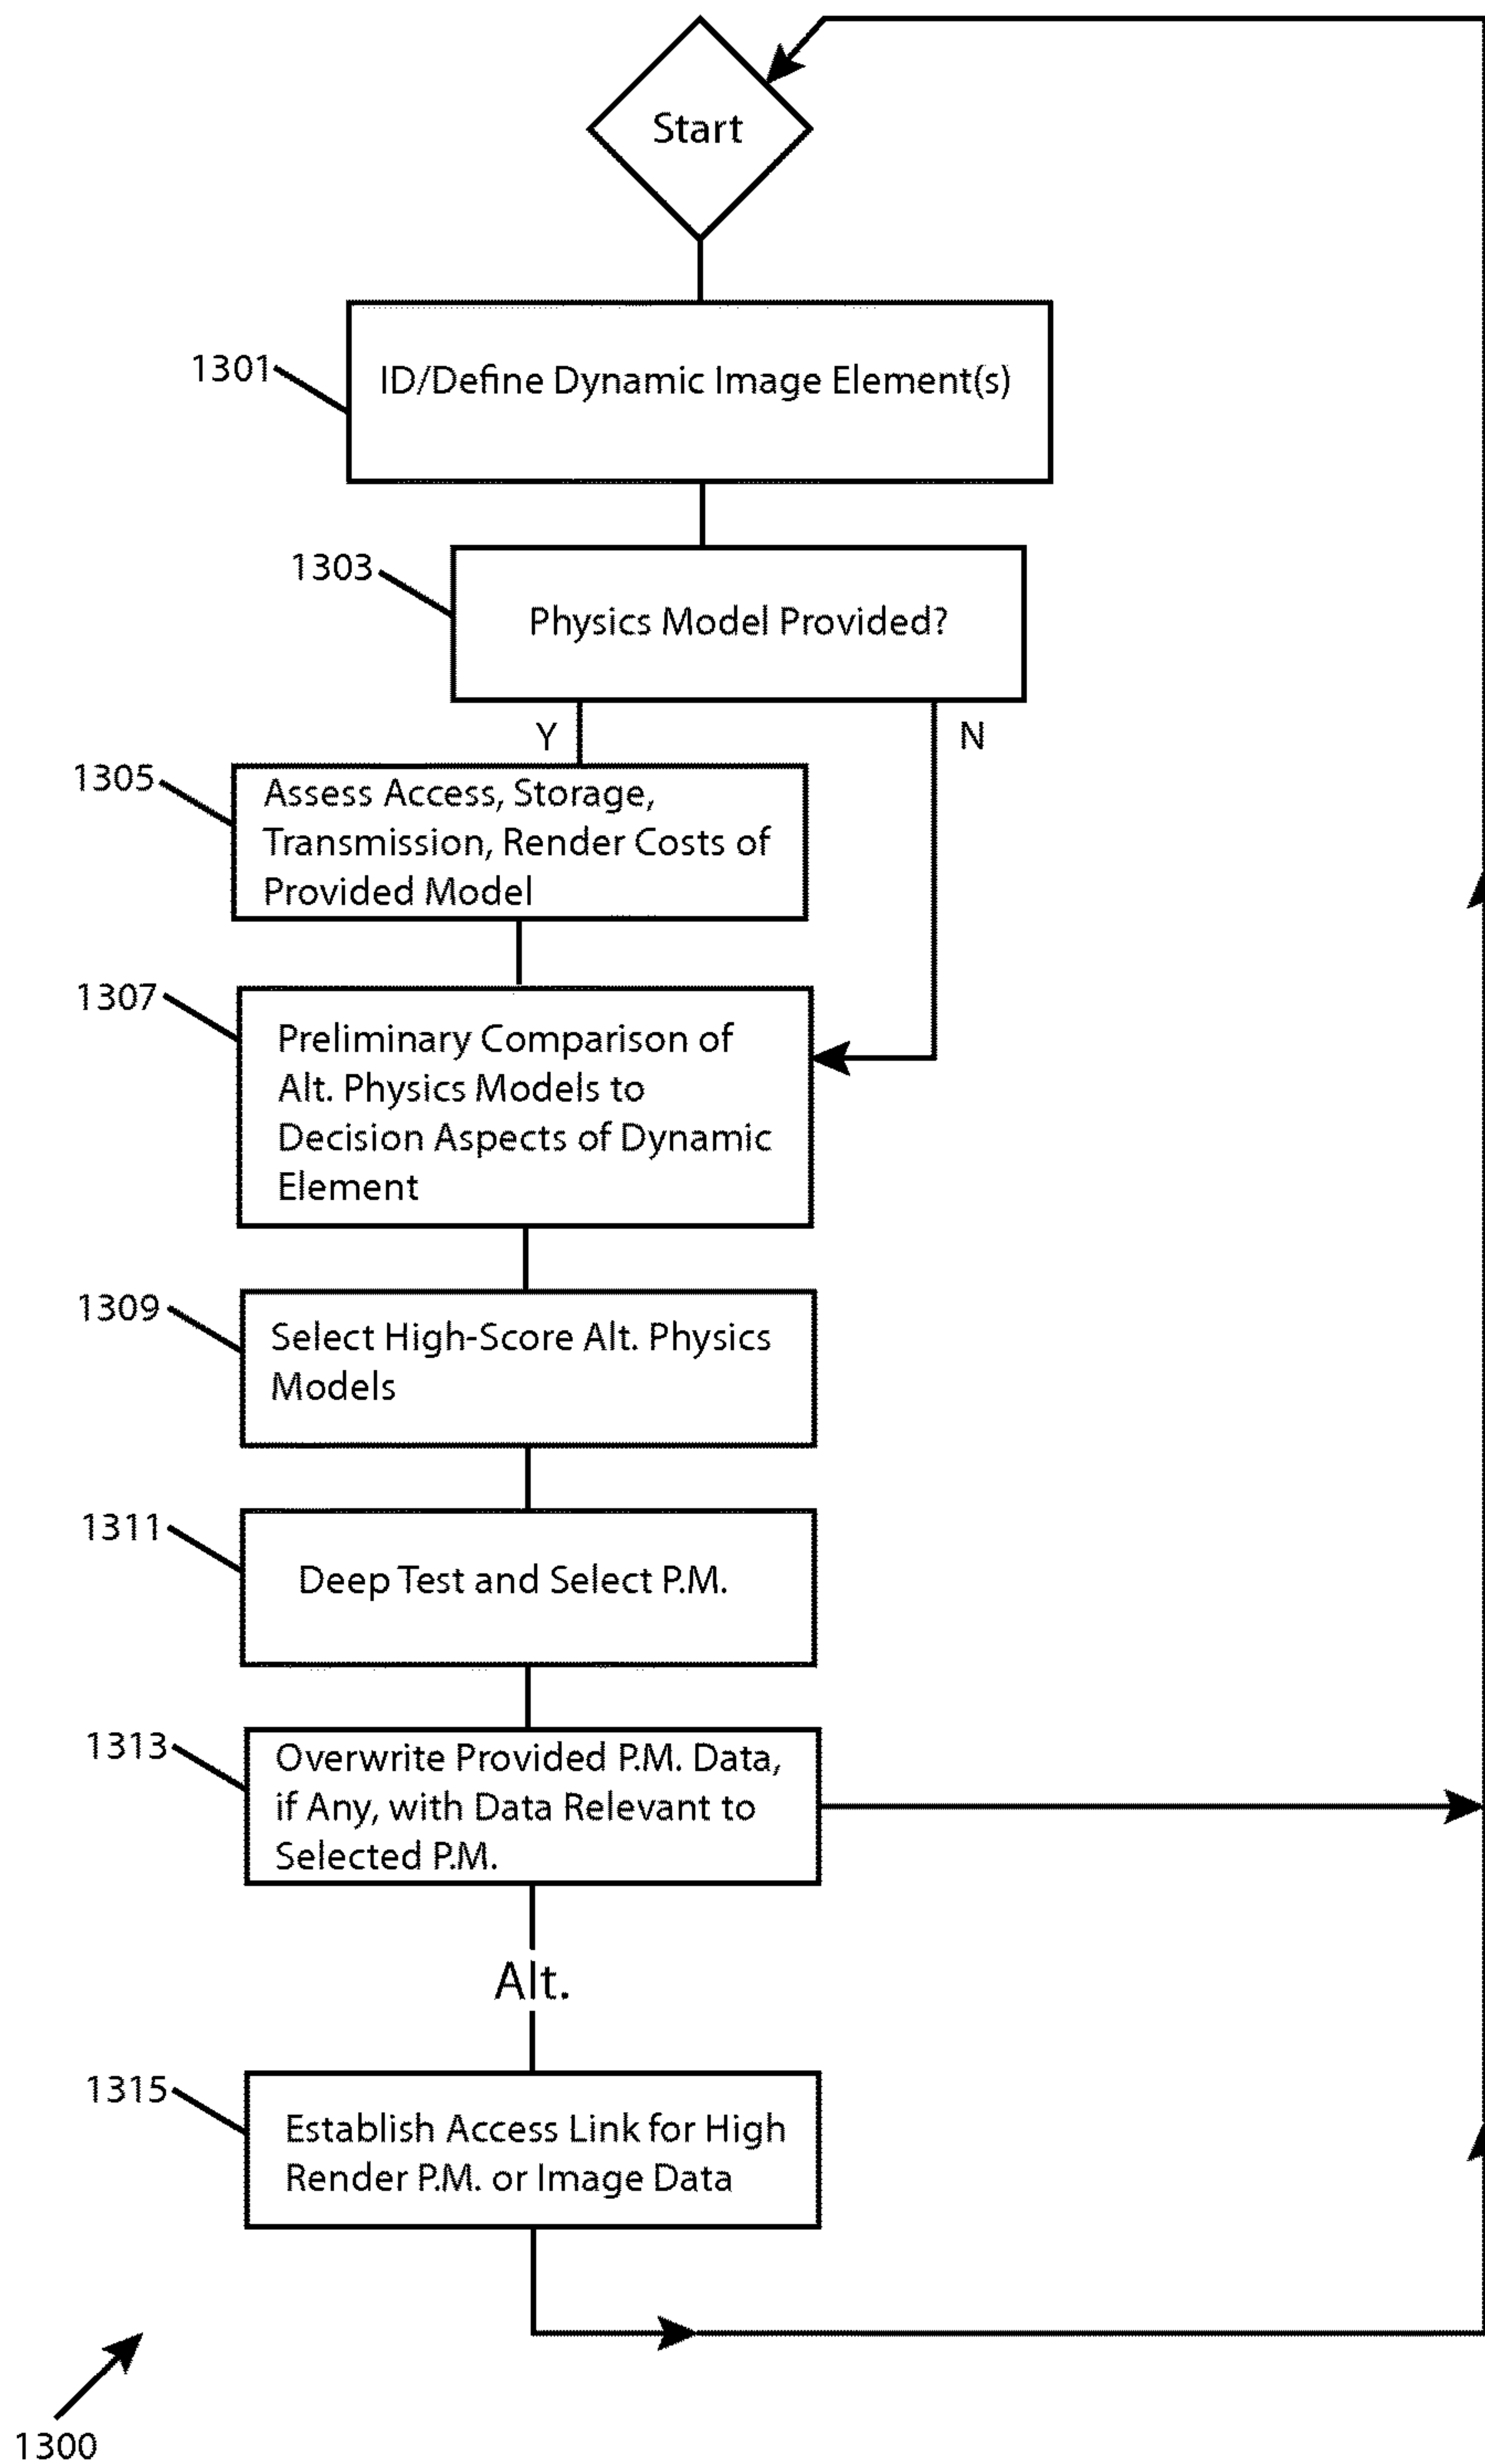 Start
1301
ID/Define Dynamic Image Element(s)
1303
Physics Model Provided?
Y
N
1305
Assess Access, Storage,
Transmission, Render Costs of
Provided Model
1307
Preliminary Comparison of
Alt. Physics Models to
Decision Aspects of Dynamic
Element
1309
Select High-Score Alt. Physics
Models
1311
Deep Test and Select P.M.
1313
Overwrite Provided P.M. Data,
if Any, with Data Relevant to
Selected P.M.
Alt.
1315
Establish Access Link for High
Render P.M. or Image Data
1300